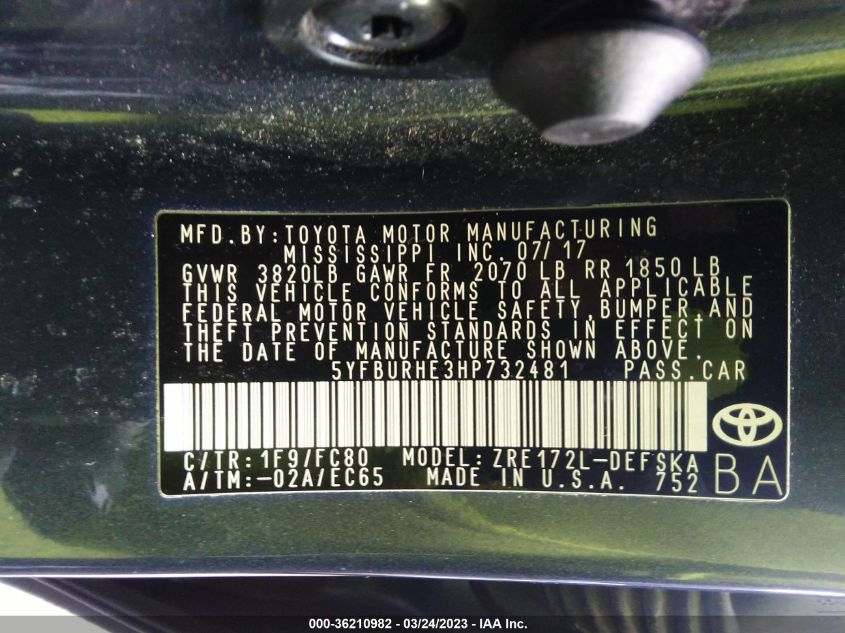 MFD.BY:TOYOTA MOTOR MANUFACTURING
MISSISSIPPI INC. 07/17
GVWR 3820LB GAWR FR 2070 LB RR 1850 LB
THIS VEHICLE CONFORMS TO ALL APPLICABLE
FEDERAL MOTOR VEHICLE SAFETY,BUMPER,AND
THEFT PREVENTION STANDARDS IN EFFECT ON
THE DATE OF MANUFACTURE SHOWN ABOVE.
5YFBURHE3HP732481 PASS.CAR
C/TR:1F9/FC80 MODEL:ZRE172L-DEFSKA
A/TM:-02A/EC65 MADE IN U.S.A. 752
BA
000-36210982 / 03/24/2023 / IAA Inc.